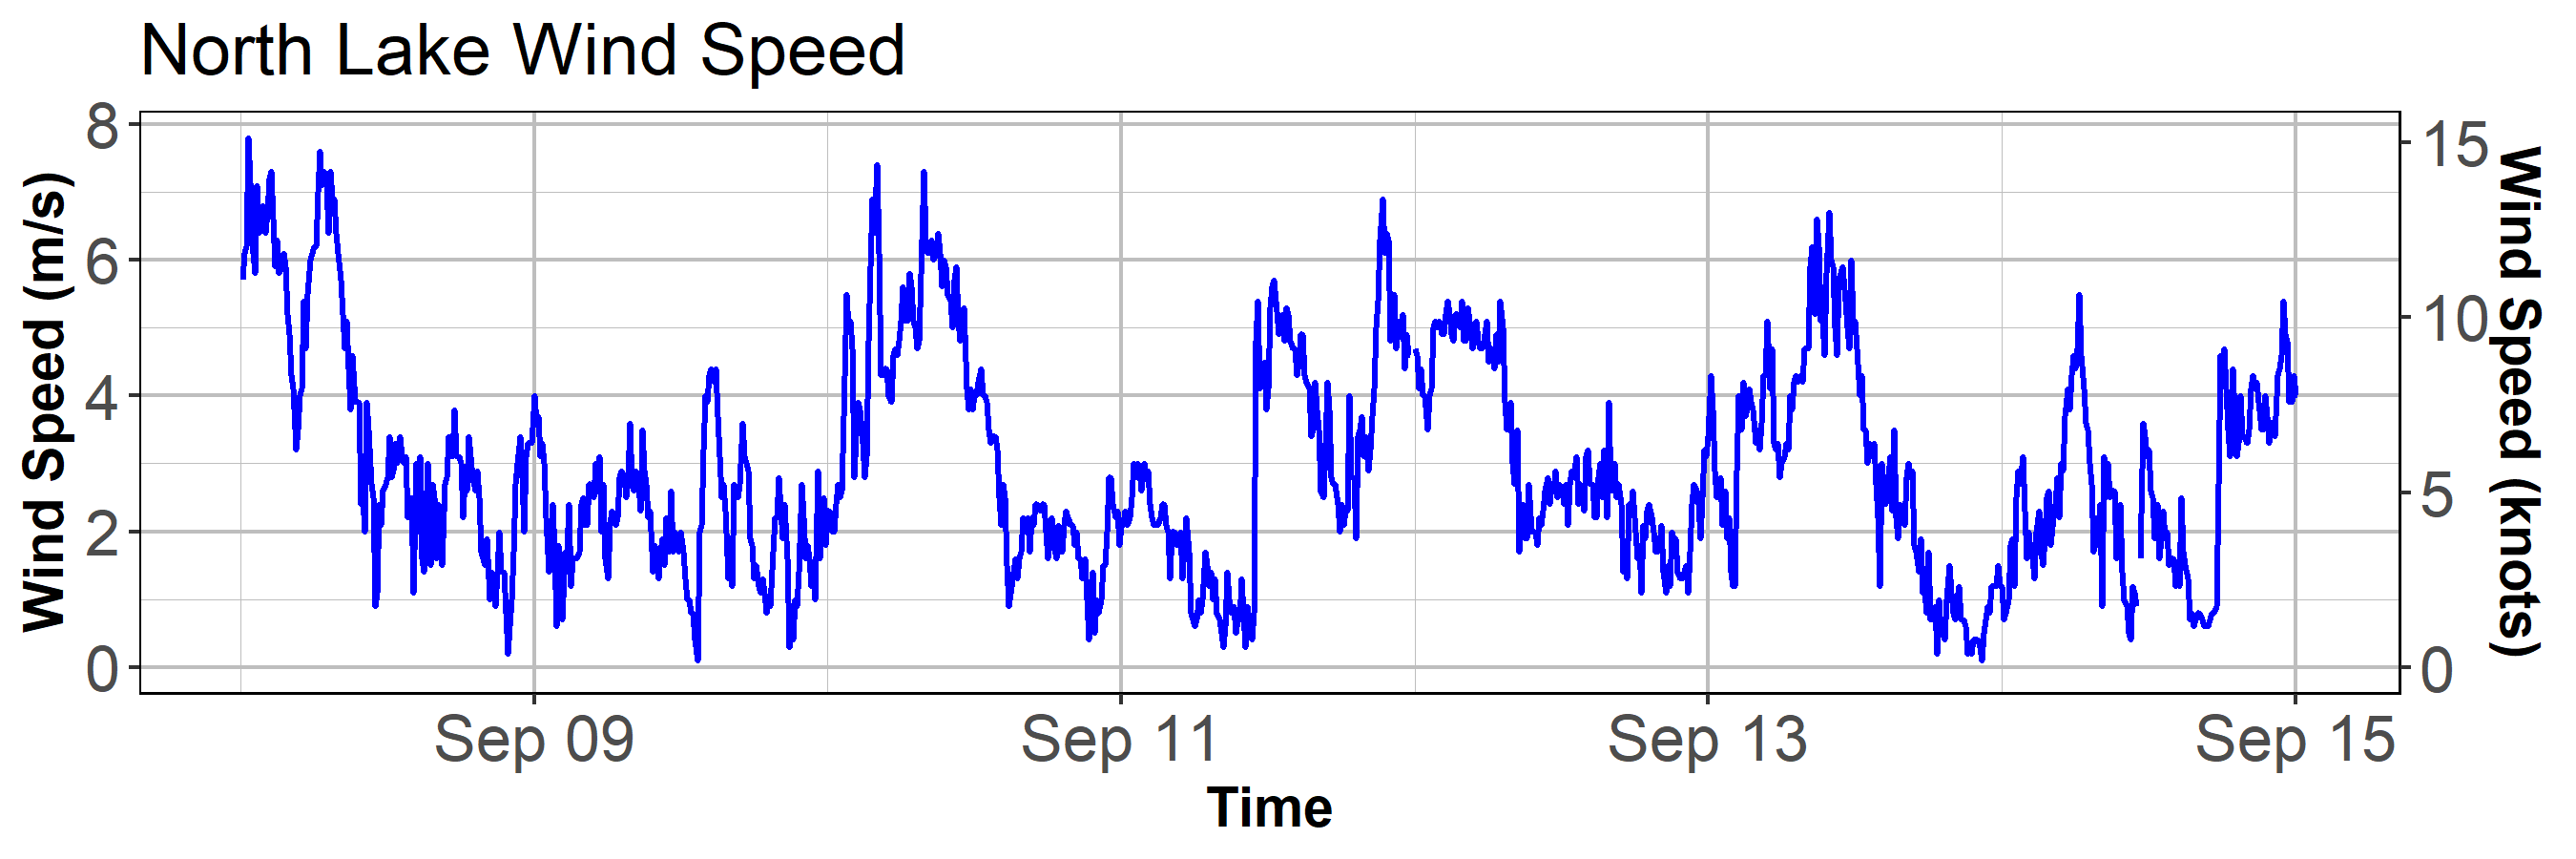 North Lake Wind Speed
Wind Speed (m/s)
8
6
4
2
0
15
10
5
0
Wind Speed (knots)
Sep 09
Sep 11
Sep 13
Sep 15
Time